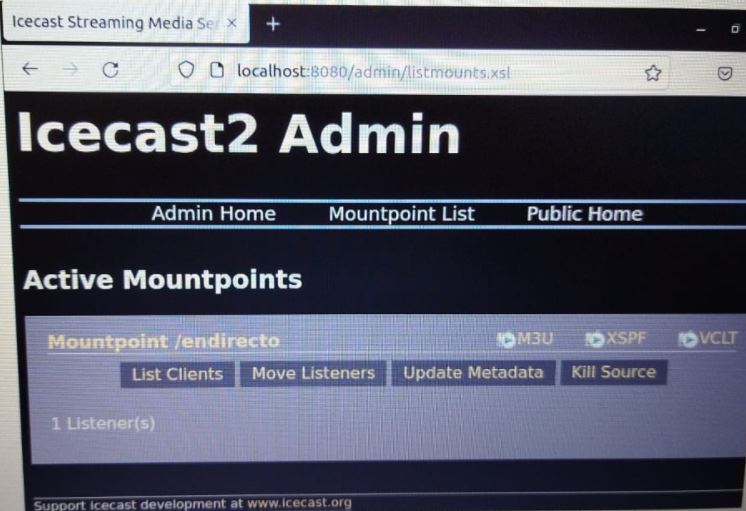 Icecast Streaming Media Ser
localhost:8080/admin/listmounts.xsl
Icecast2 Admin
Admin Home Mountpoint List Public Home
Active Mountpoints
Mountpoint /endirecto M3U XSPF VCLT
List Clients Move Listeners Update Metadata Kill Source
1 Listener(s)
Support icecast development at www.icecast.org